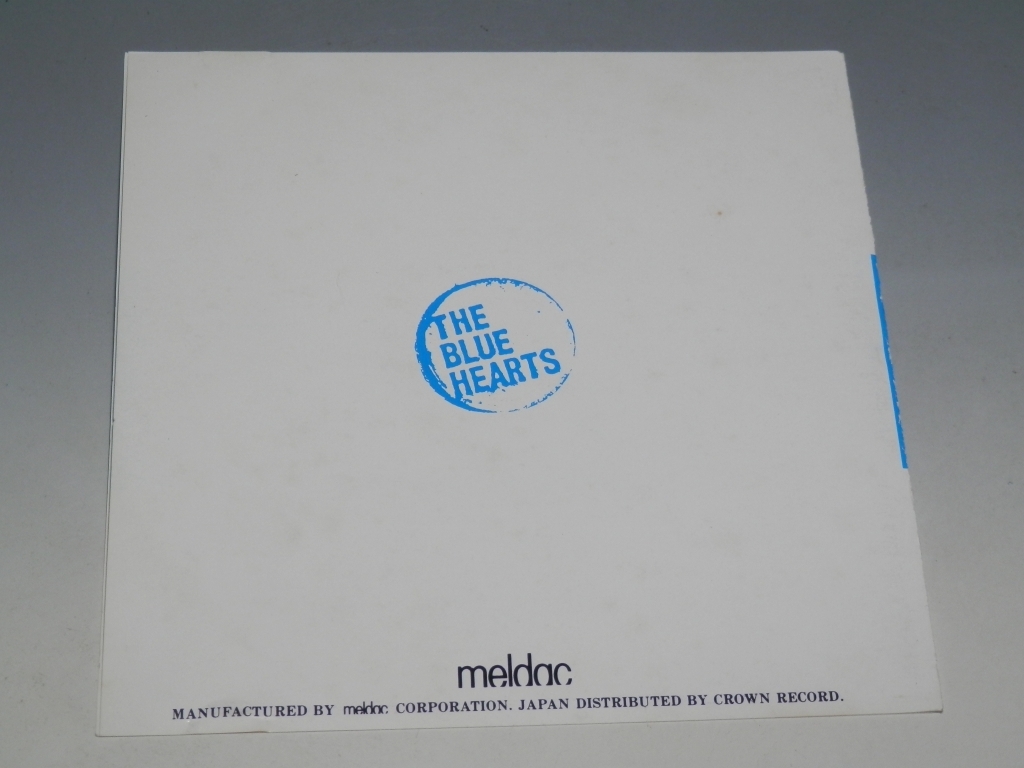 THE
BLUE
HEARTS
meldac
MANUFACTURED BY meldac CORPORATION. JAPAN DISTRIBUTED BY CROWN RECORD.